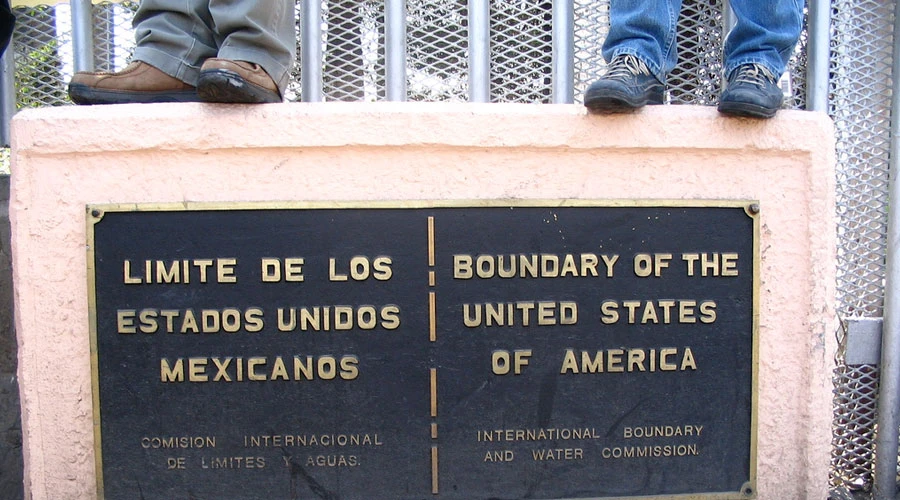 LIMITE DE LOS
ESTADOS UNIDOS
MEXICANOS
COMISION INTERNACIONAL
DE LIMITES Y AGUAS.
BOUNDARY OF THE
UNITED STATES
OF AMERICA
INTERNATIONAL BOUNDARY
AND WATER COMMISSION.